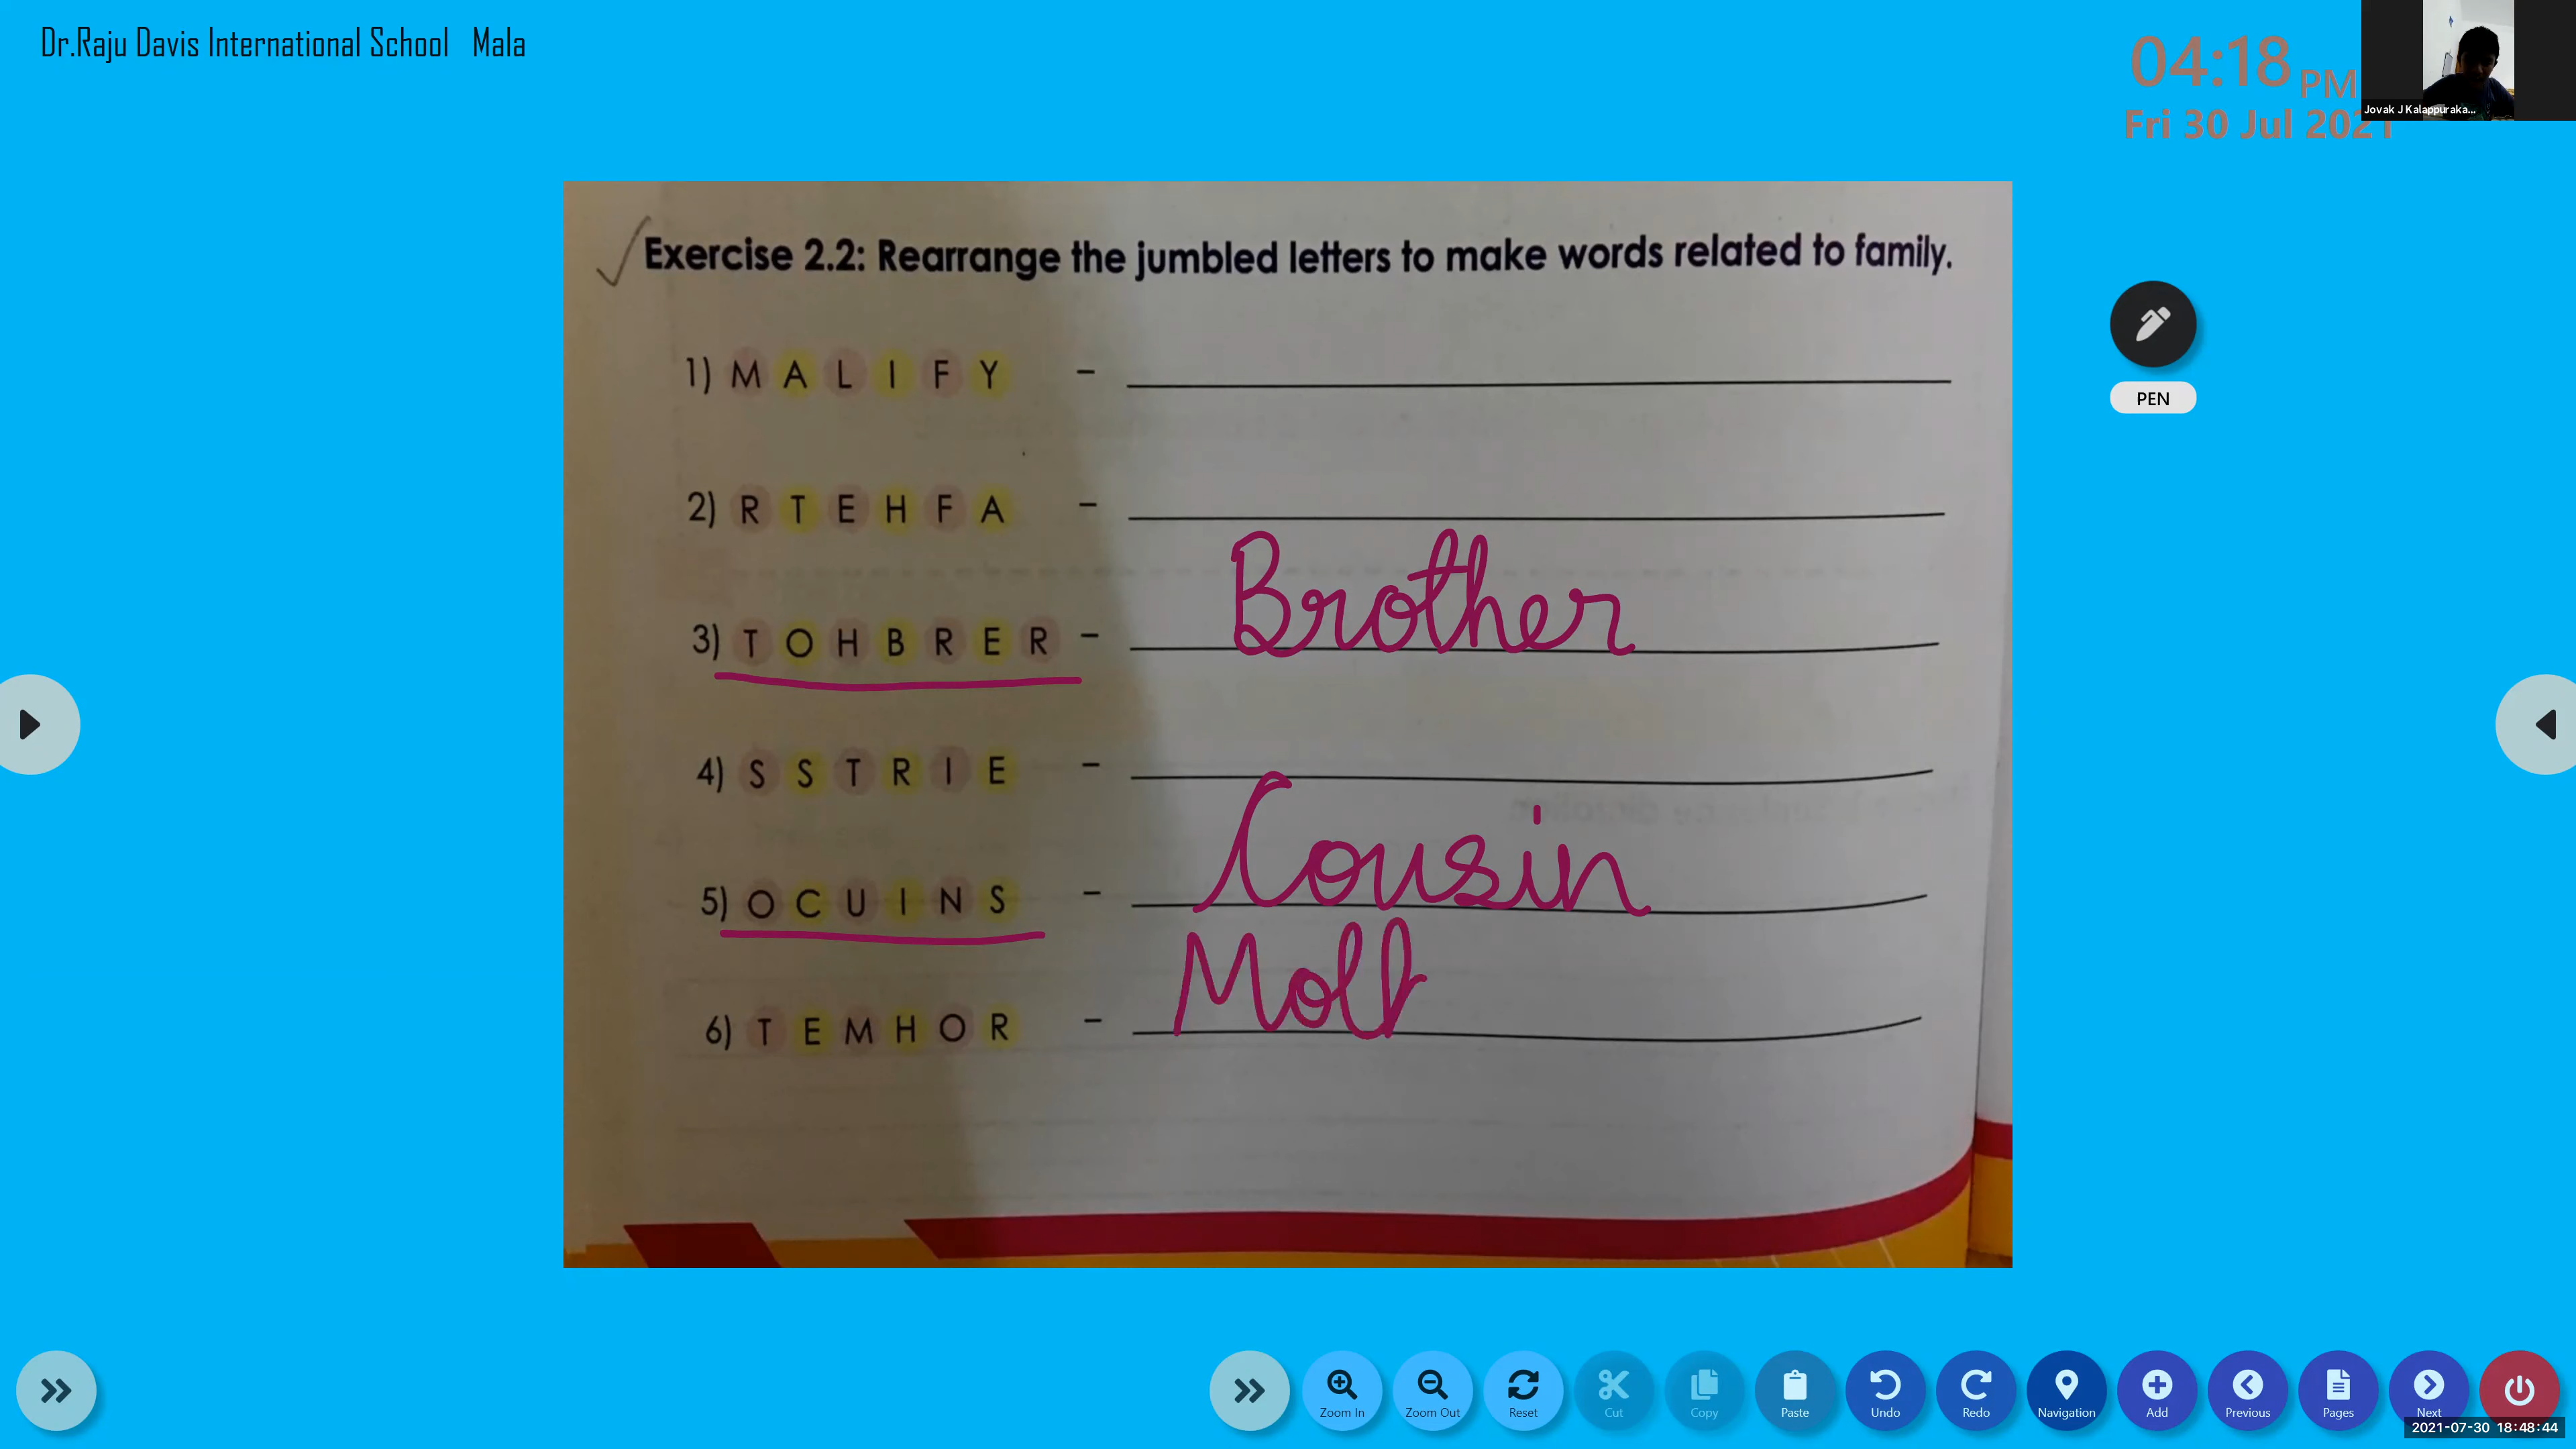 Dr.Raju Davis International School Mala
04:18 PM
Fri 30 Jul 2021
Jovak J Kalappuraka...
Exercise 2.2: Rearrange the jumbled letters to make words related to family.
1) M A L I F Y -
2) R T E H F A -
3) T O H B R E R - Brother
4) S S T R I E -
5) O C U I N S - Cousin
6) T E M H O R -
PEN
Zoom In
Zoom Out
Reset
Cut
Copy
Paste
Undo
Redo
Navigation
Add
Previous
Pages
Next
2021-07-30 18:48:44